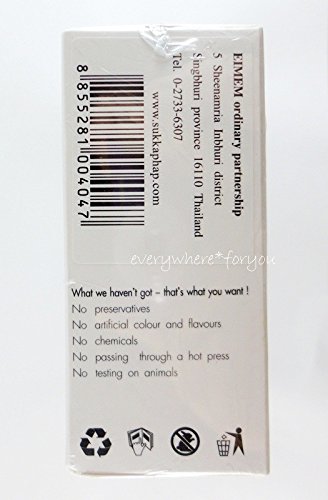 EIMEM ordinary partnership
5 Sheenamria Inbhuri district
Singbhuri province 16110 Thailand
Tel. 0-2733-6307
www.sukkaphap.com
8 855281 004047
everywhere*foryou
What we haven't got – that's what you want !
No preservatives
No artificial colour and flavours
No chemicals
No passing through a hot press
No testing on animals